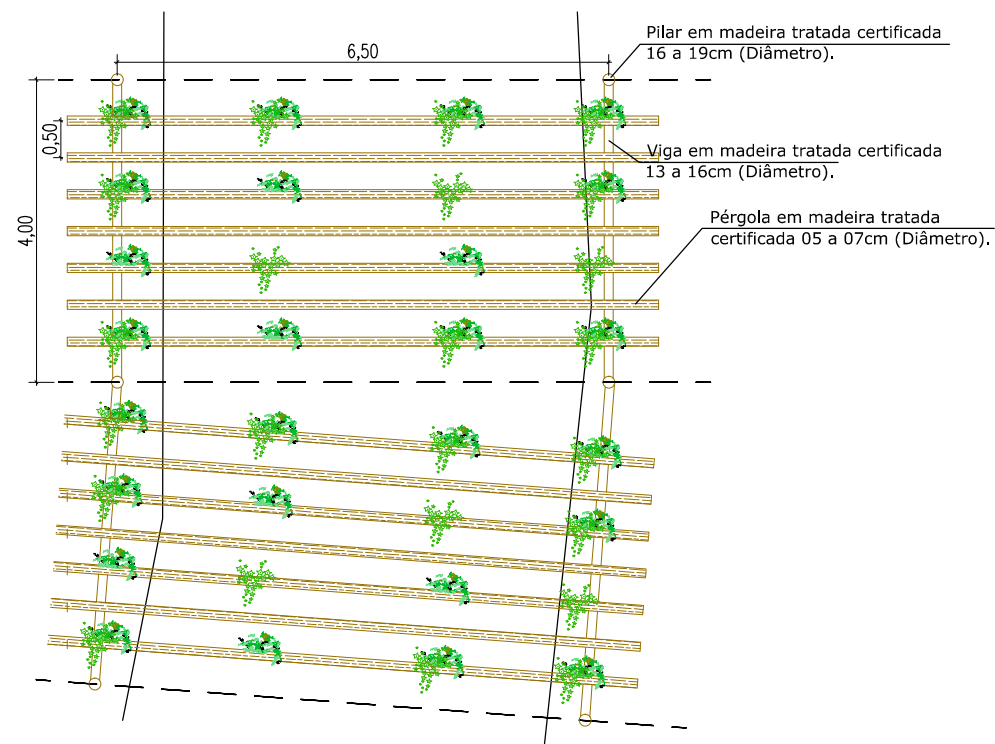 6,50
Pilar em madeira tratada certificada
16 a 19cm (Diâmetro).
0,50
Viga em madeira tratada certificada
13 a 16cm (Diâmetro).
4,00
Pérgola em madeira tratada
certificada 05 a 07cm (Diâmetro).